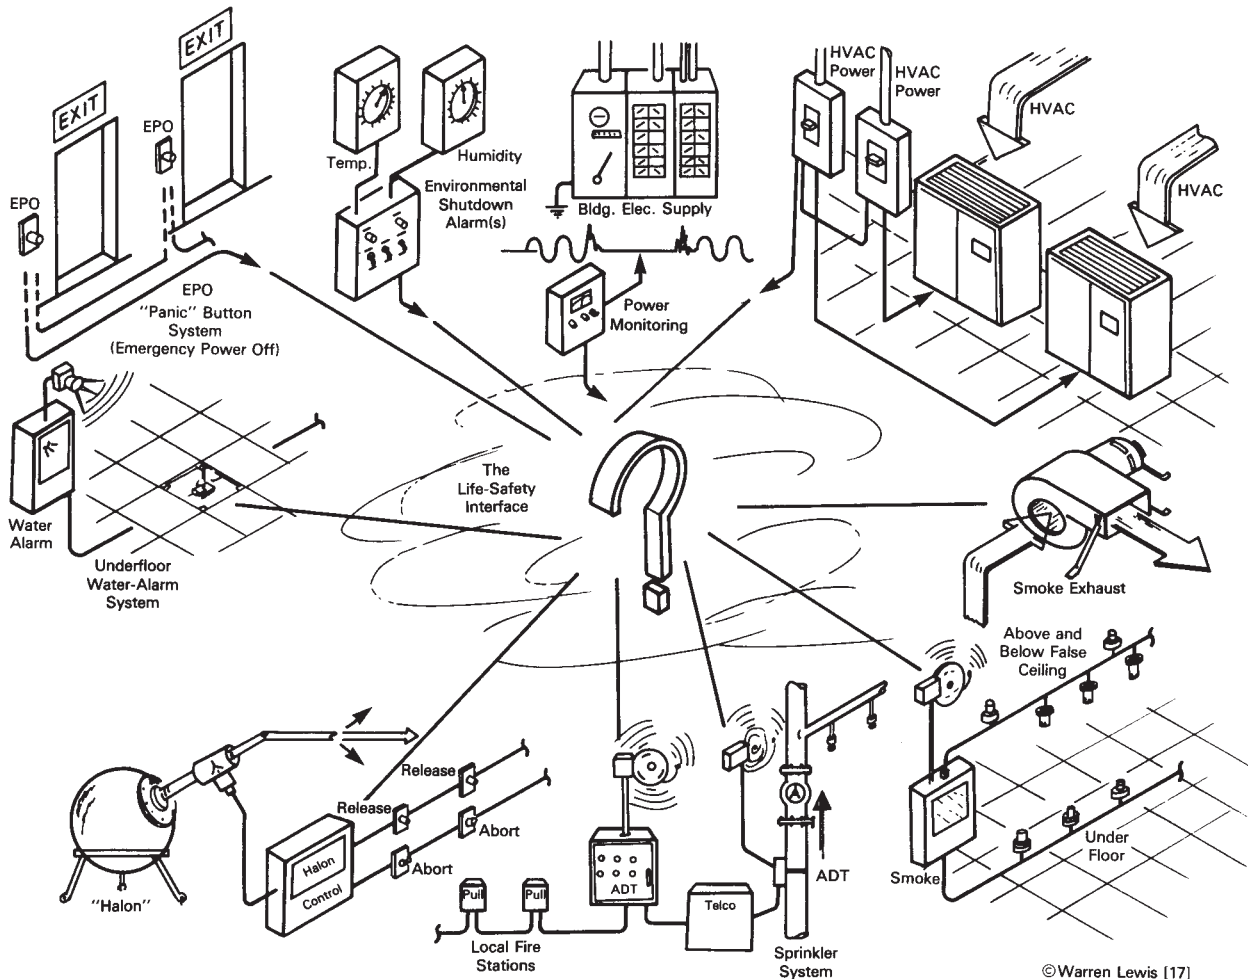 EXIT
EXIT
EPO
EPO
EPO
"Panic" Button
System
(Emergency Power Off)
Temp.
Humidity
Environmental
Shutdown
Alarm(s)
Bldg. Elec. Supply
Power
Monitoring
HVAC
Power
HVAC
Power
HVAC
HVAC
Water
Alarm
Underfloor
Water-Alarm
System
The
Life-Safety
Interface
Smoke Exhaust
Above and
Below False
Ceiling
Under
Floor
Smoke
"Halon"
Halon
Control
Release
Release
Abort
Abort
Pull
Pull
Local Fire
Stations
ADT
Telco
ADT
Sprinkler
System
A
©Warren Lewis [17]